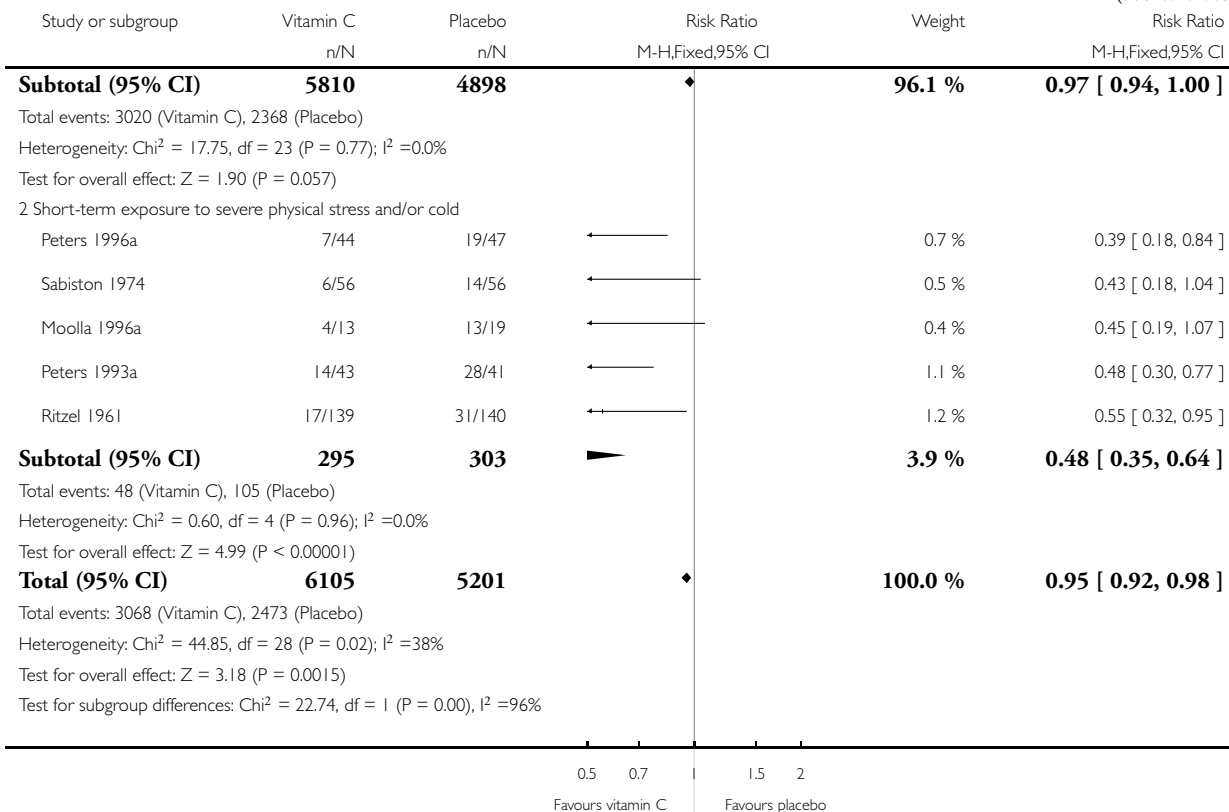 Study or subgroup Vitamin C Placebo Risk Ratio Weight Risk Ratio
n/N n/N M-H,Fixed,95% CI M-H,Fixed,95% CI
Subtotal (95% CI) 5810 4898 96.1 % 0.97 [ 0.94, 1.00 ]
Total events: 3020 (Vitamin C), 2368 (Placebo)
Heterogeneity: Chi² = 17.75, df = 23 (P = 0.77); I² =0.0%
Test for overall effect: Z = 1.90 (P = 0.057)
2 Short-term exposure to severe physical stress and/or cold
Peters 1996a 7/44 19/47 0.7 % 0.39 [ 0.18, 0.84 ]
Sabiston 1974 6/56 14/56 0.5 % 0.43 [ 0.18, 1.04 ]
Moolla 1996a 4/13 13/19 0.4 % 0.45 [ 0.19, 1.07 ]
Peters 1993a 14/43 28/41 1.1 % 0.48 [ 0.30, 0.77 ]
Ritzel 1961 17/139 31/140 1.2 % 0.55 [ 0.32, 0.95 ]
Subtotal (95% CI) 295 303 3.9 % 0.48 [ 0.35, 0.64 ]
Total events: 48 (Vitamin C), 105 (Placebo)
Heterogeneity: Chi² = 0.60, df = 4 (P = 0.96); I² =0.0%
Test for overall effect: Z = 4.99 (P < 0.00001)
Total (95% CI) 6105 5201 100.0 % 0.95 [ 0.92, 0.98 ]
Total events: 3068 (Vitamin C), 2473 (Placebo)
Heterogeneity: Chi² = 44.85, df = 28 (P = 0.02); I² =38%
Test for overall effect: Z = 3.18 (P = 0.0015)
Test for subgroup differences: Chi² = 22.74, df = 1 (P = 0.00), I² =96%
0.5 0.7 1 1.5 2
Favours vitamin C Favours placebo